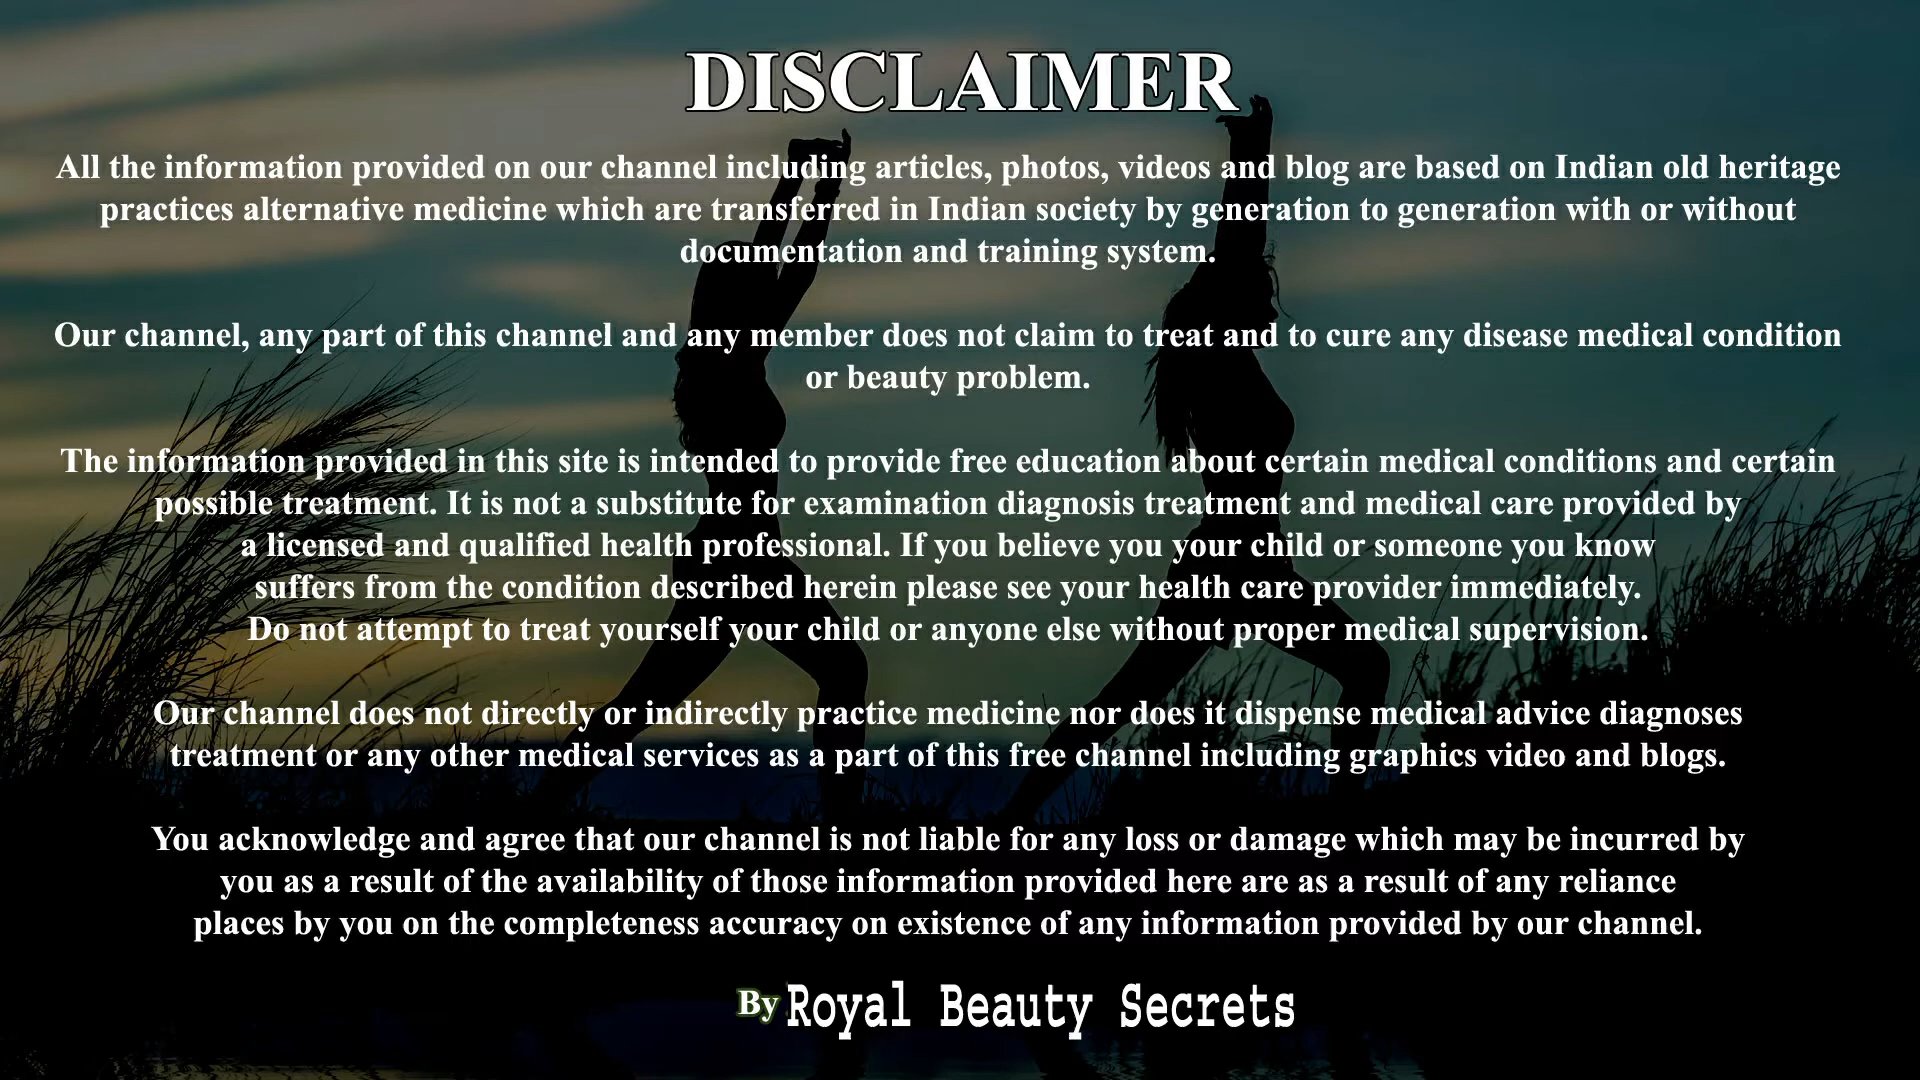 DISCLAIMER
All the information provided on our channel including articles, photos, videos and blog are based on Indian old heritage
practices alternative medicine which are transferred in Indian society by generation to generation with or without
documentation and training system.
Our channel, any part of this channel and any member does not claim to treat and to cure any disease medical condition
or beauty problem.
The information provided in this site is intended to provide free education about certain medical conditions and certain
possible treatment. It is not a substitute for examination diagnosis treatment and medical care provided by
a licensed and qualified health professional. If you believe you your child or someone you know
suffers from the condition described herein please see your health care provider immediately.
Do not attempt to treat yourself your child or anyone else without proper medical supervision.
Our channel does not directly or indirectly practice medicine nor does it dispense medical advice diagnoses
treatment or any other medical services as a part of this free channel including graphics video and blogs.
You acknowledge and agree that our channel is not liable for any loss or damage which may be incurred by
you as a result of the availability of those information provided here are as a result of any reliance
places by you on the completeness accuracy on existence of any information provided by our channel.
By Royal Beauty Secrets